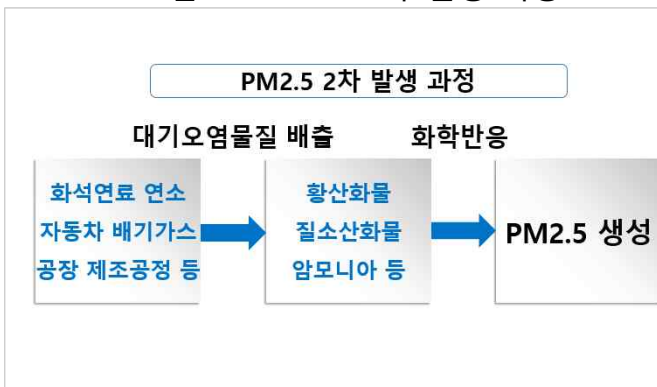 PM2.5 2차 발생 과정
대기오염물질 배출
화학반응
화석연료 연소
자동차 배기가스
공장 제조공정 등
황산화물
질소산화물
암모니아 등
PM2.5 생성